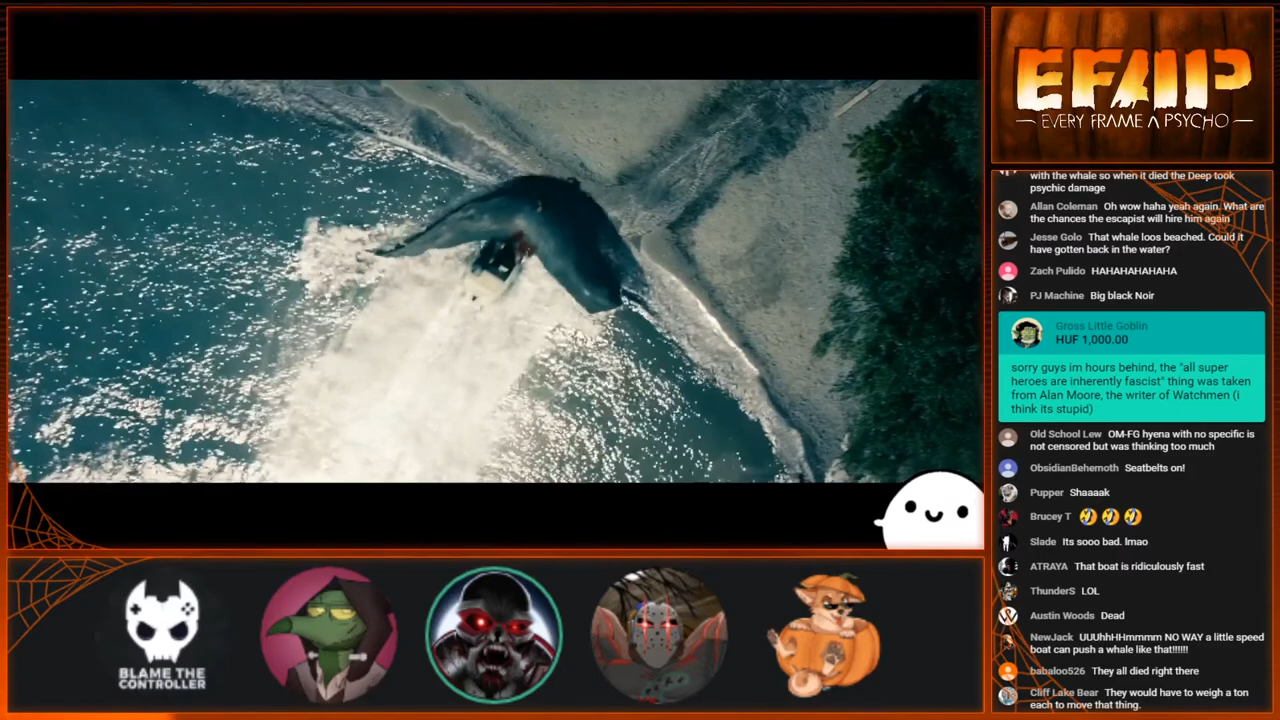 EFAP
EVERY FRAME A PSYCHO
with the whale so when it died the Deep took
psychic damage
Allan Coleman Oh wow haha yeah again. What are
the chances the escapist will hire him again
Jesse Golo That whale loos beached. Could it
have gotten back in the water?
Zach Pulido HAHAHAHAHAHA
PJ Machine Big black Noir
Gross Little Goblin
HUF 1,000.00
sorry guys im hours behind, the "all super
heroes are inherently fascist" thing was taken
from Alan Moore, the writer of Watchmen (i
think its stupid)
Old School Lew OM-FG hyena with no specific is
not censored but was thinking too much
ObsidianBehemoth Seatbelts on!
Pupper Shaaaak
Brucey T 🤣 🤣 🤣
Slade Its sooo bad. lmao
ATRAYA That boat is ridiculously fast
ThunderS LOL
Austin Woods Dead
NewJack UUUhhHHmmmm NO WAY a little speed
boat can push a whale like that!!!!!!
babaloo526 They all died right there
Cliff Lake Bear They would have to weigh a ton
each to move that thing.
BLAME THE
CONTROLLER